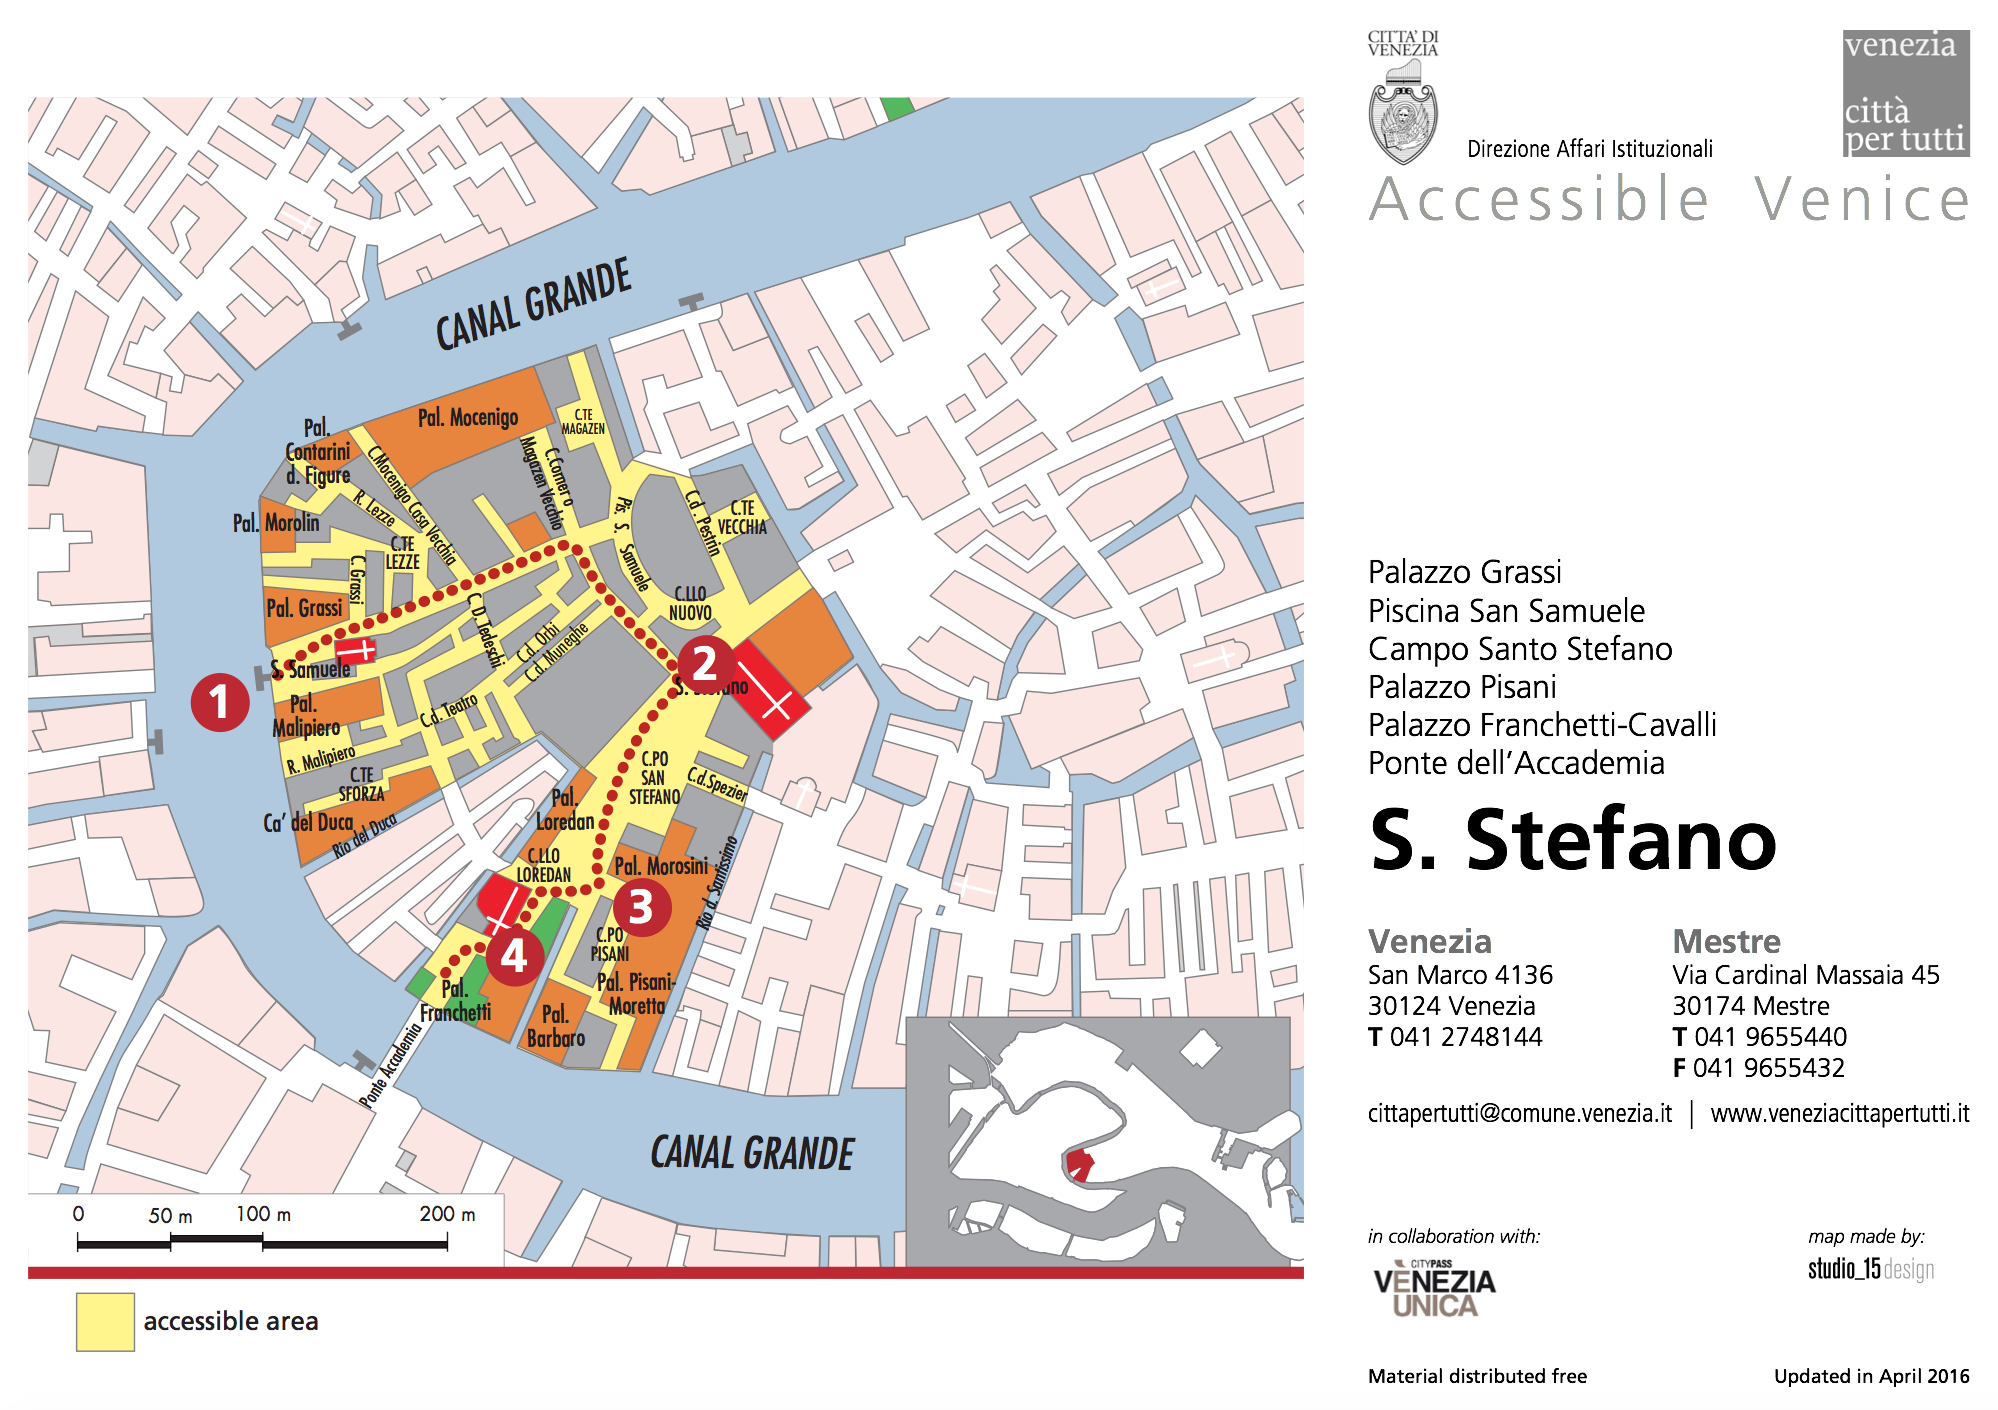 CITTA' DI
VENEZIA
Direzione Affari Istituzionali
venezia
città
per tutti
Accessible Venice
CANAL GRANDE
Pal. Mocenigo
C.TE
MAGAZEN
Pal.
Contarini
d. Figure
C.Mocenigo Casa Vecchia
C.Corner o
Magazen Vecchio
R. Lezze
Pal. Morolin
C.TE
LEZZE
Pis. S. Samuele
C.d. Pestrin
C.TE
VECCHIA
C. Grassi
Pal. Grassi
C.LLO
NUOVO
C. D. Tedeschi
C.d. Orbi
C.d. Muneghe
S. Samuele
1
2
S. Stefano
Pal.
Malipiero
C.d. Teatro
R. Malipiero
C.TE
SFORZA
Ca' del Duca
Rio del Duca
C.PO
SAN
STEFANO
C.d.Spezier
Pal.
Loredan
C.LLO
LOREDAN
Pal. Morosini
Rio d. Santissimo
3
4
C.PO
PISANI
Pal. Pisani-
Moretta
Pal.
Franchetti
Pal.
Barbaro
Ponte Accademia
CANAL GRANDE
0
50 m
100 m
200 m
accessible area
Palazzo Grassi
Piscina San Samuele
Campo Santo Stefano
Palazzo Pisani
Palazzo Franchetti-Cavalli
Ponte dell'Accademia
S. Stefano
Venezia
San Marco 4136
30124 Venezia
T 041 2748144
Mestre
Via Cardinal Massaia 45
30174 Mestre
T 041 9655440
F 041 9655432
cittapertutti@comune.venezia.it | www.veneziacittapertutti.it
in collaboration with:
CITYPASS
VENEZIA
UNICA
map made by:
studio_15 design
Material distributed free
Updated in April 2016